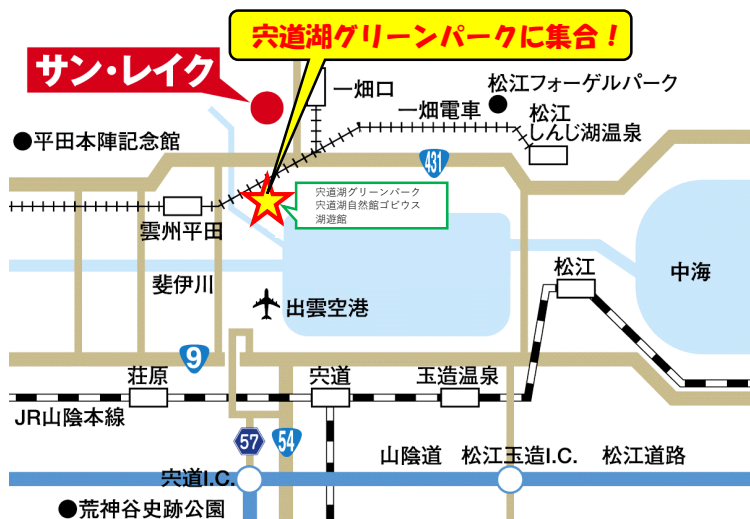 宍道湖グリーンパークに集合！
サン・レイク
一畑口
松江フォーゲルパーク
一畑電車
松江
しんじ湖温泉
平田本陣記念館
431
宍道湖グリーンパーク
宍道湖自然館ゴビウス
湖遊館
雲州平田
斐伊川
松江
中海
出雲空港
9
荘原
宍道
玉造温泉
JR山陰本線
57
54
山陰道
松江玉造I.C.
松江道路
宍道I.C.
荒神谷史跡公園